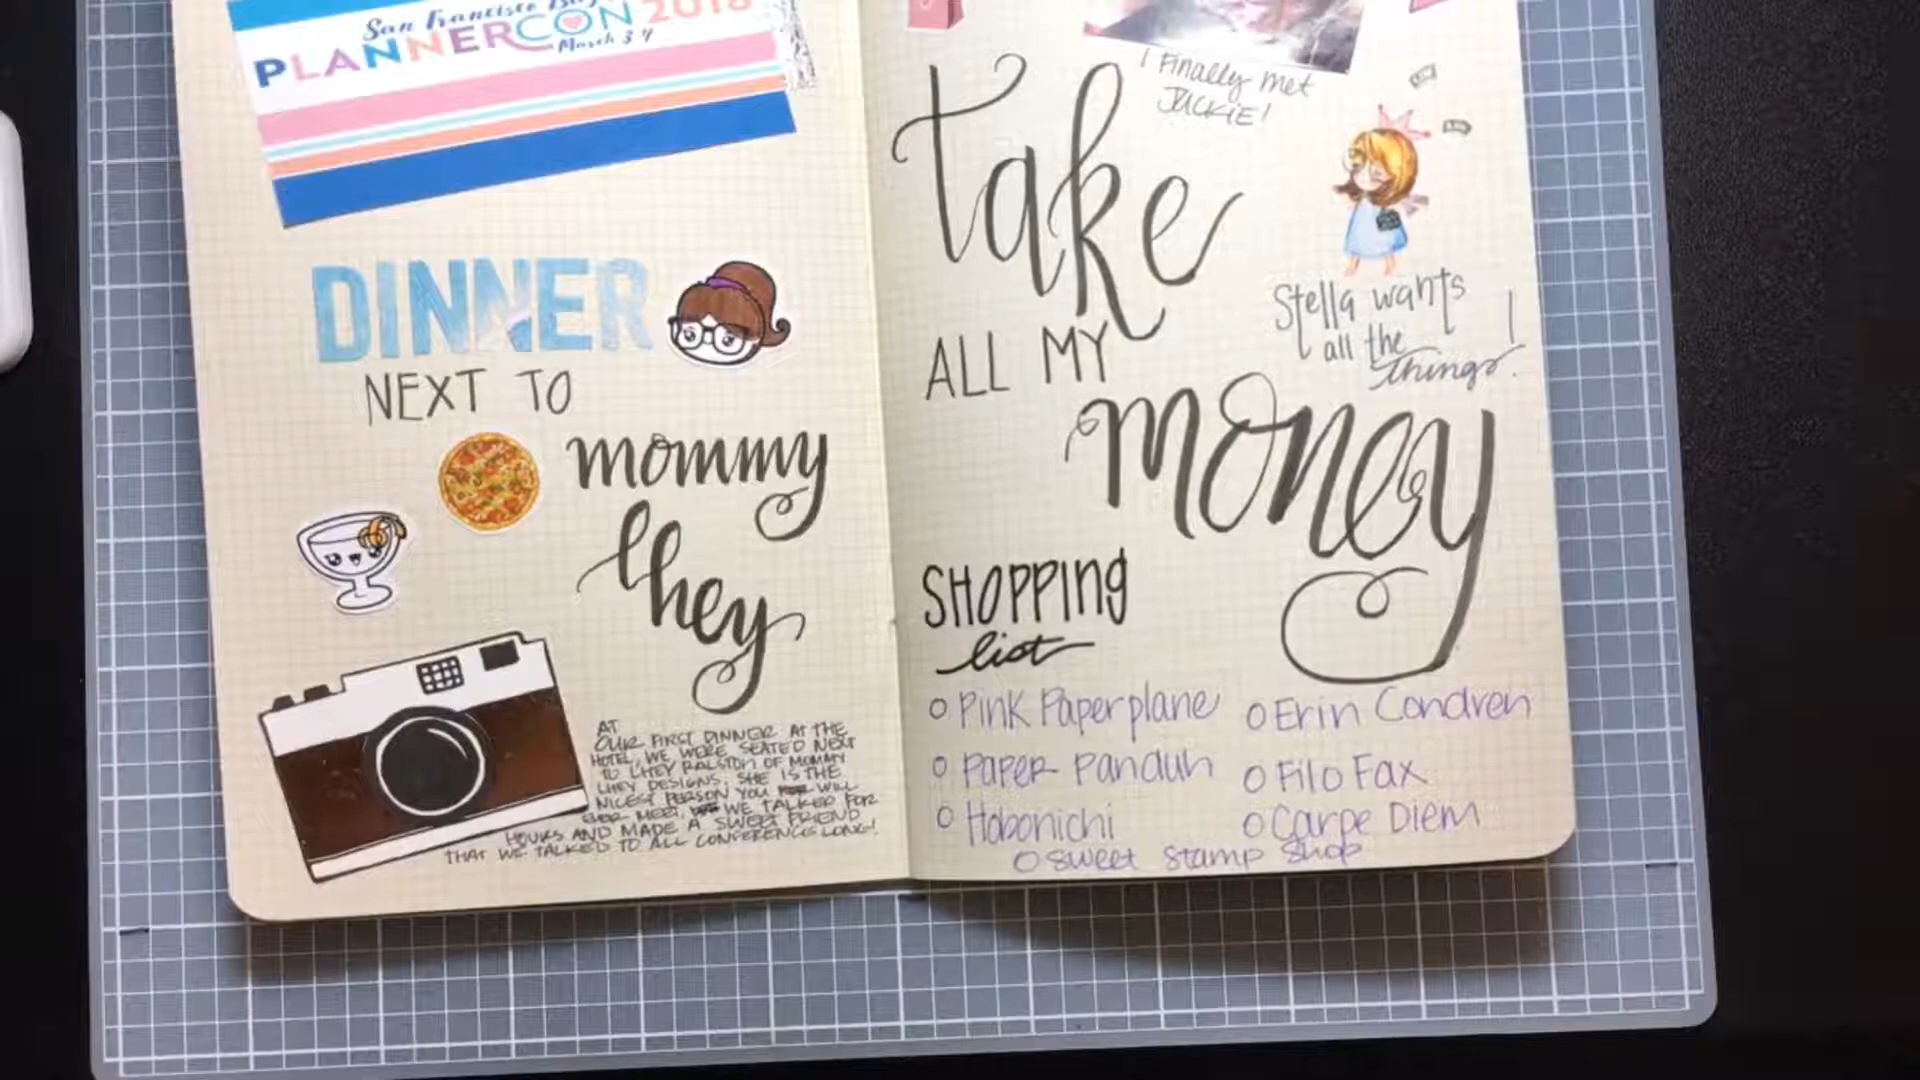 San Francisco Bay
PLANNERCON 2018
March 3-4
DINNER
NEXT TO
mommy
lhey
AT
OUR FIRST DINNER AT THE
HOTEL, WE WERE SEATED NEXT
TO LHEY RALSTON OF MOMMY
LHEY DESIGNS. SHE IS THE
NICEST PERSON YOU WILL
EVER MEET, WE TALKED FOR
HOURS AND MADE A SWEET FRIEND
THAT WE TALKED TO ALL CONFERENCE LONG!
I Finally met
JACKiE!
take
ALL MY
money
Stella wants
all the
things!
SHOPPING
list
o Pink Paperplane
o Paper Panduh
o Hobonichi
o Erin Condren
o Filo Fax
o Carpe Diem
o Sweet Stamp Shop